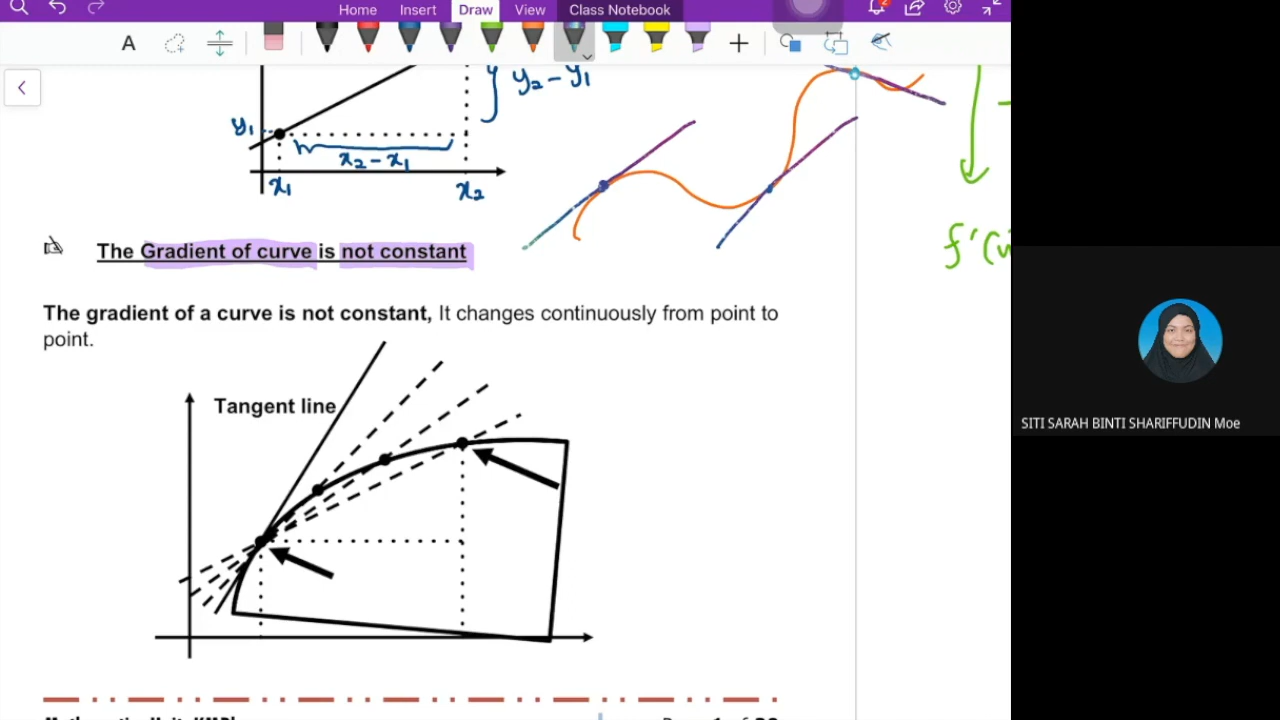 Home Insert Draw View Class Notebook
2
A
y₂ - y₁
y₁
x₂ - x₁
x₁ x₂
The Gradient of curve is not constant
The gradient of a curve is not constant, It changes continuously from point to
point.
Tangent line
SITI SARAH BINTI SHARIFFUDIN Moe